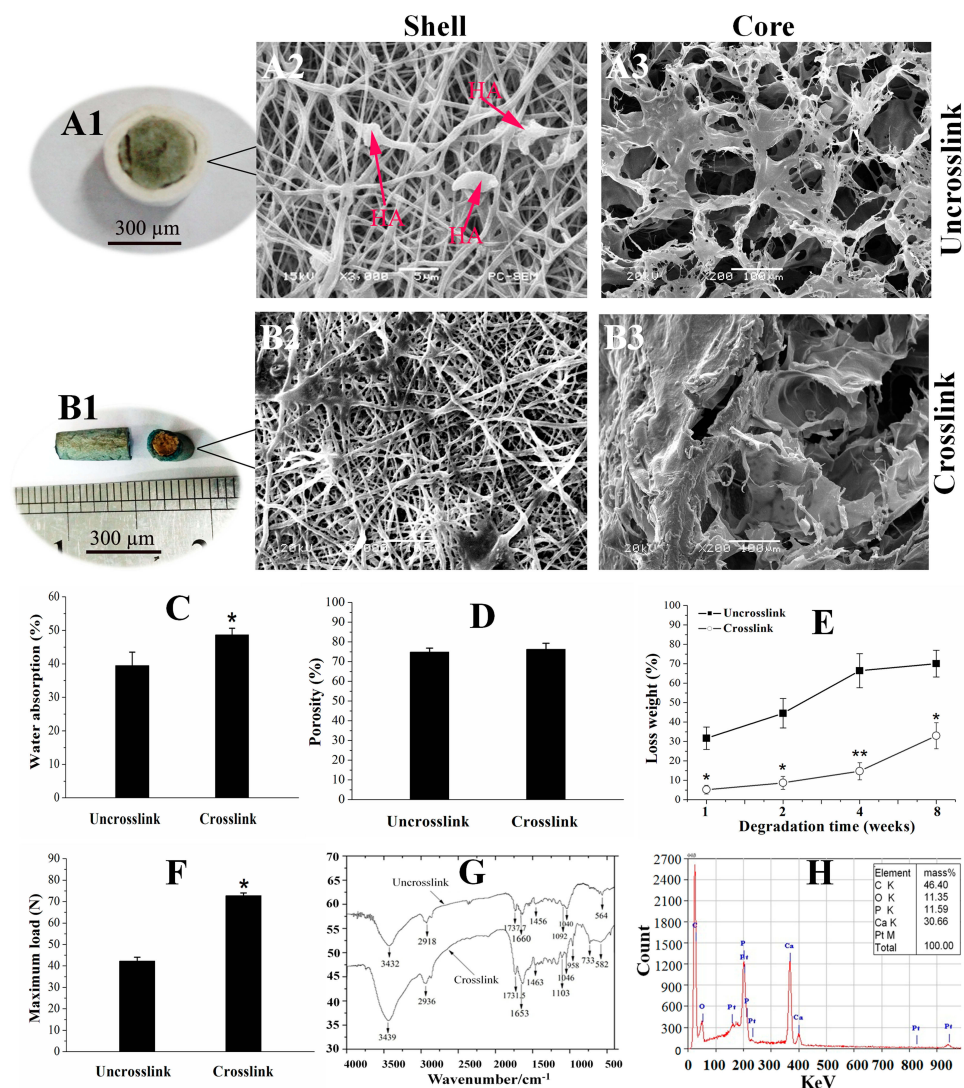 Shell
Core
A1
300 µm
A2
HA
HA
HA
15kV X3,000 5µm PC-SEM
A3
20kV X200 100µm
Uncrosslink
B1
300 µm
B2
20kV
B3
20kV X200 100µm
Crosslink
C
Water absorption (%)
60
50
40
30
20
10
0
*
Uncrosslink
Crosslink
D
Porosity (%)
100
90
80
70
60
50
40
30
20
10
0
Uncrosslink
Crosslink
E
Uncrosslink
Crosslink
Loss weight (%)
100
90
80
70
60
50
40
30
20
10
0
*
*
**
*
1 2 4 8
Degradation time (weeks)
F
Maximum load (N)
90
80
70
60
50
40
30
20
10
0
*
Uncrosslink
Crosslink
G
70
65
60
55
50
45
40
35
30
Uncrosslink
Crosslink
3432
2918
1737.7
1660
1456
1092
1040
564
3439
2936
1731.5
1653
1463
1103
1046
958
733
582
4000 3500 3000 2500 2000 1500 1000 500
Wavenumber/cm-1
H
Count
2700
2400
2100
1800
1500
1200
900
600
300
0
C
O
Pt
P
Pt
P
Pt
Ca
Ca
Pt
Pt
Element mass%
C K 46.40
O K 11.35
P K 11.59
Ca K 30.66
Pt M
Total 100.00
0 100 200 300 400 500 600 700 800 900
KeV